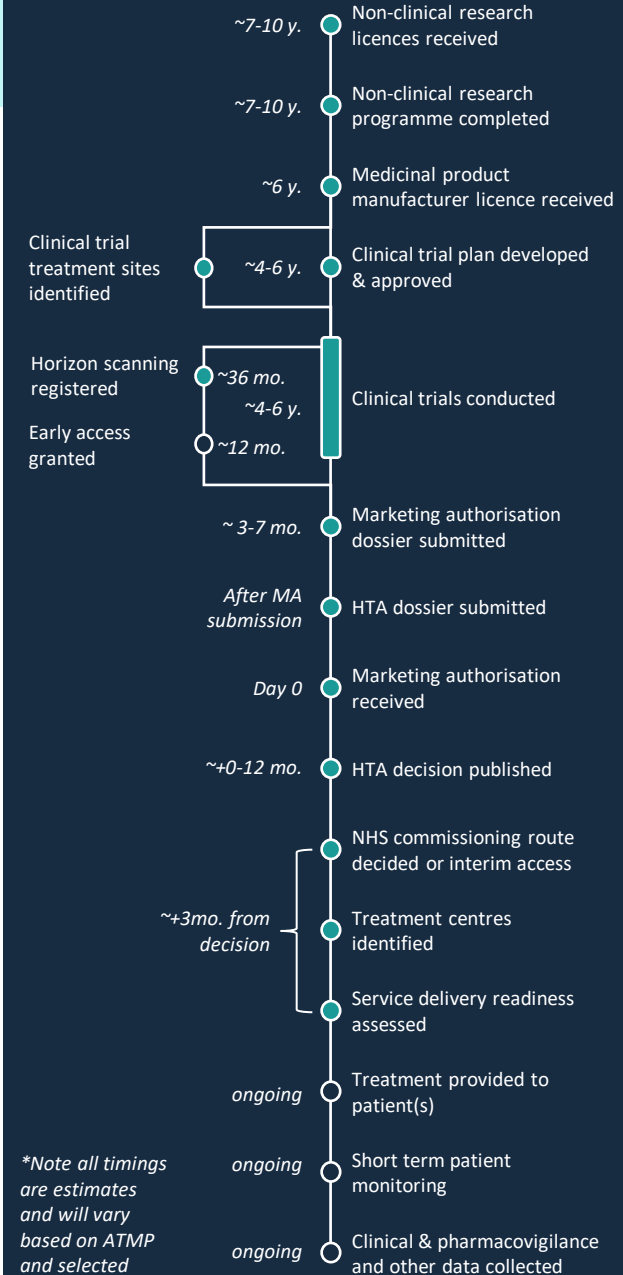 ~7-10 y.
Non-clinical research
licences received
~7-10 y.
Non-clinical research
programme completed
~6 y.
Medicinal product
manufacturer licence received
Clinical trial
treatment sites
identified
~4-6 y.
Clinical trial plan developed
& approved
Horizon scanning
registered
~36 mo.
~4-6 y.
Clinical trials conducted
Early access
granted
~12 mo.
~ 3-7 mo.
Marketing authorisation
dossier submitted
After MA
submission
HTA dossier submitted
Day 0
Marketing authorisation
received
~+0-12 mo.
HTA decision published
NHS commissioning route
decided or interim access
~+3mo. from
decision
Treatment centres
identified
Service delivery readiness
assessed
ongoing
Treatment provided to
patient(s)
ongoing
Short term patient
monitoring
ongoing
Clinical & pharmacovigilance
and other data collected
*Note all timings
are estimates
and will vary
based on ATMP
and selected